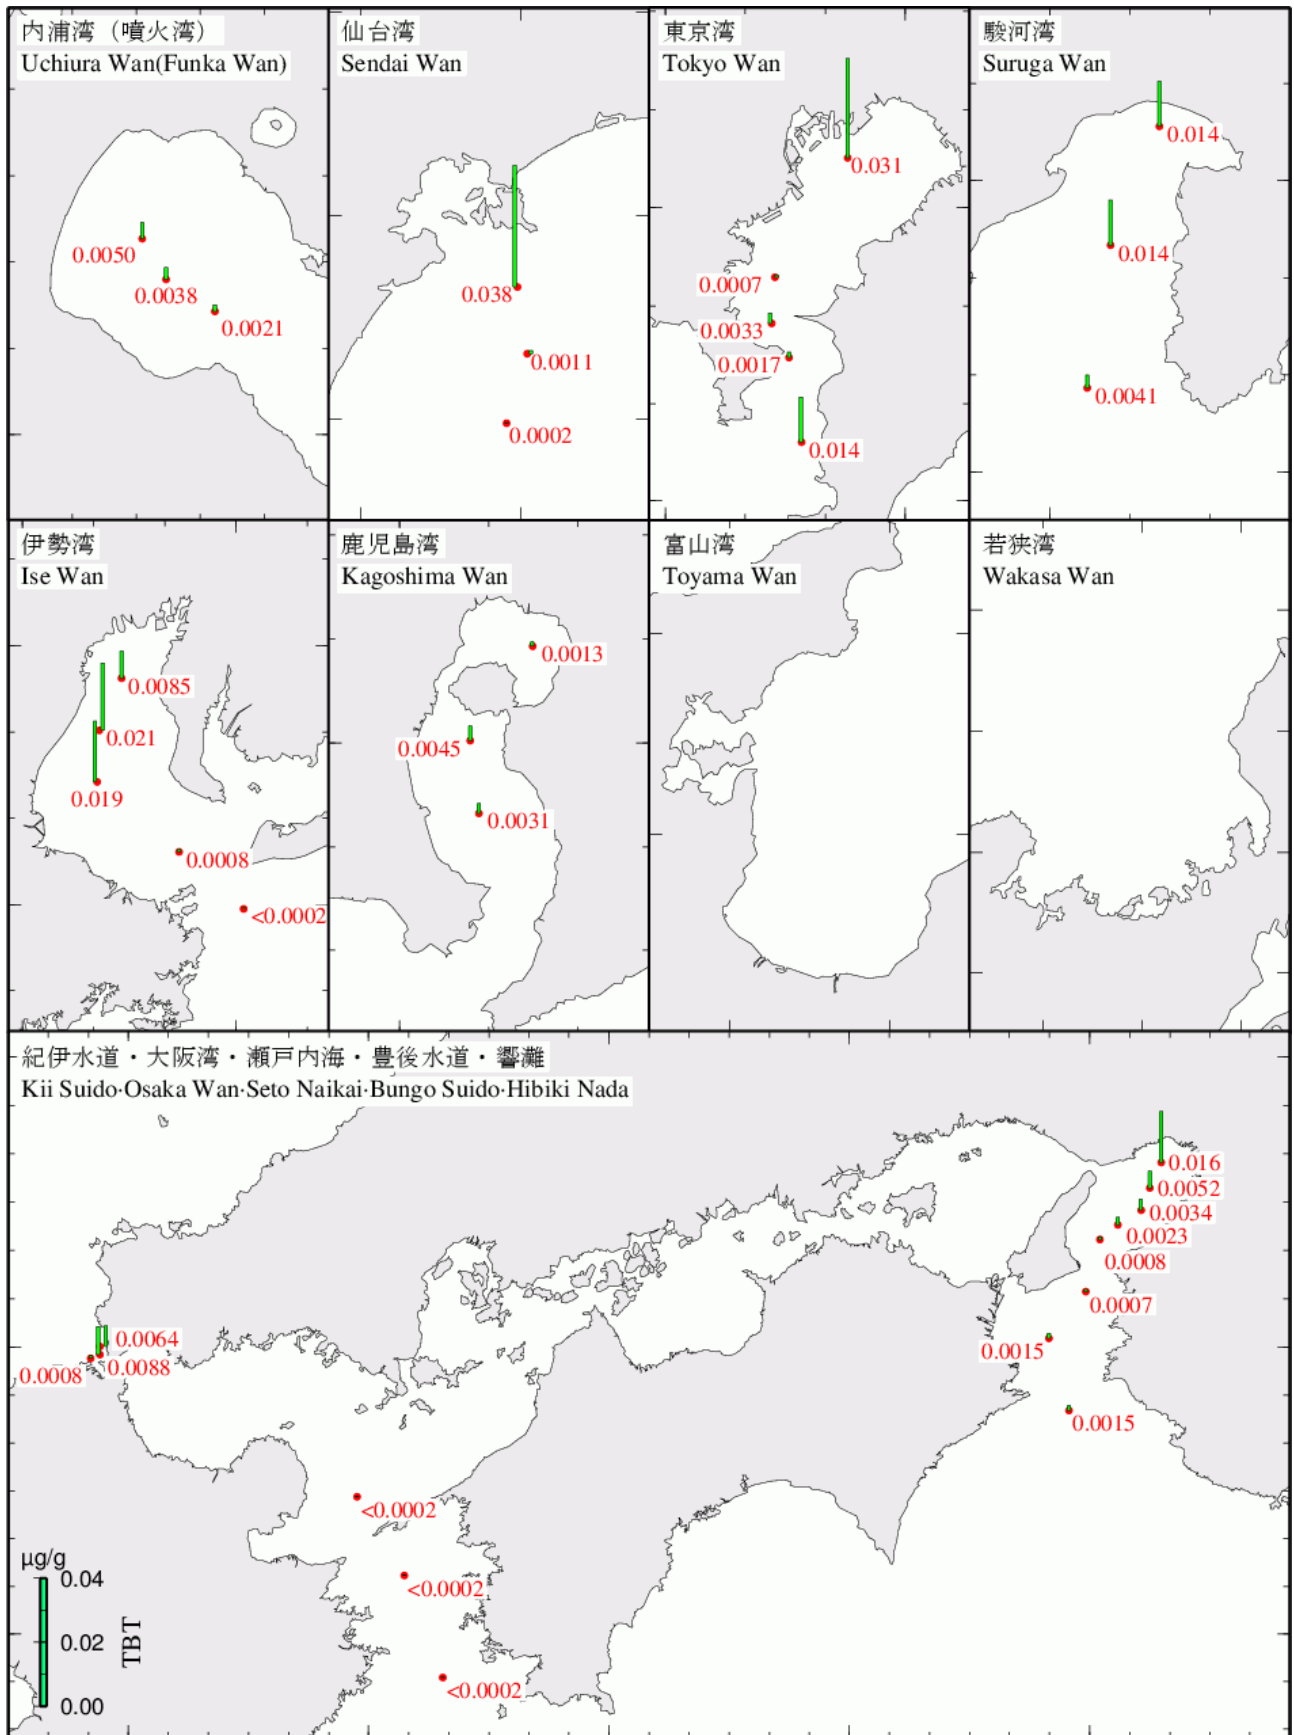 内浦湾（噴火湾）
Uchiura Wan(Funka Wan)
0.0050
0.0038
0.0021
仙台湾
Sendai Wan
0.038
0.0011
0.0002
東京湾
Tokyo Wan
0.031
0.0007
0.0033
0.0017
0.014
駿河湾
Suruga Wan
0.014
0.014
0.0041
伊勢湾
Ise Wan
0.0085
0.021
0.019
0.0008
<0.0002
鹿児島湾
Kagoshima Wan
0.0013
0.0045
0.0031
富山湾
Toyama Wan
若狭湾
Wakasa Wan
紀伊水道・大阪湾・瀬戸内海・豊後水道・響灘
Kii Suido·Osaka Wan·Seto Naikai·Bungo Suido·Hibiki Nada
0.016
0.0052
0.0034
0.0023
0.0008
0.0007
0.0015
0.0015
0.0064
0.0088
0.0008
<0.0002
<0.0002
<0.0002
µg/g
0.04
0.02
0.00
TBT